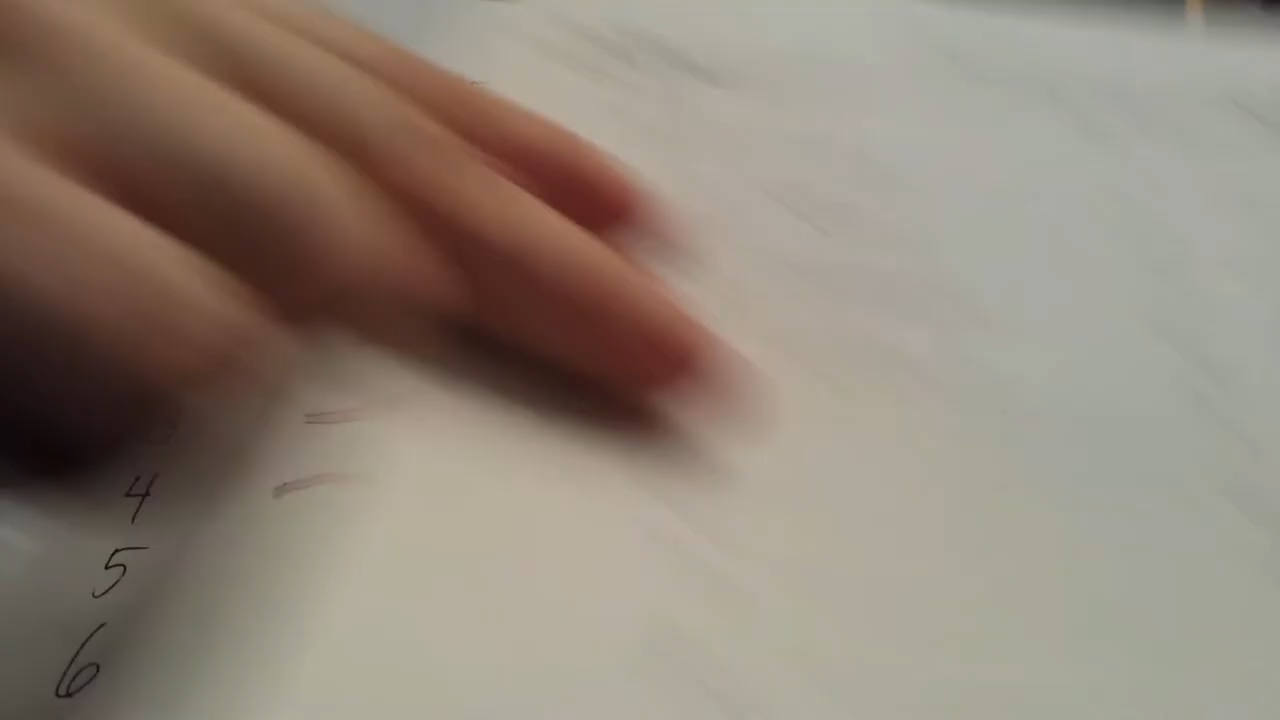 =
4 =
5
6